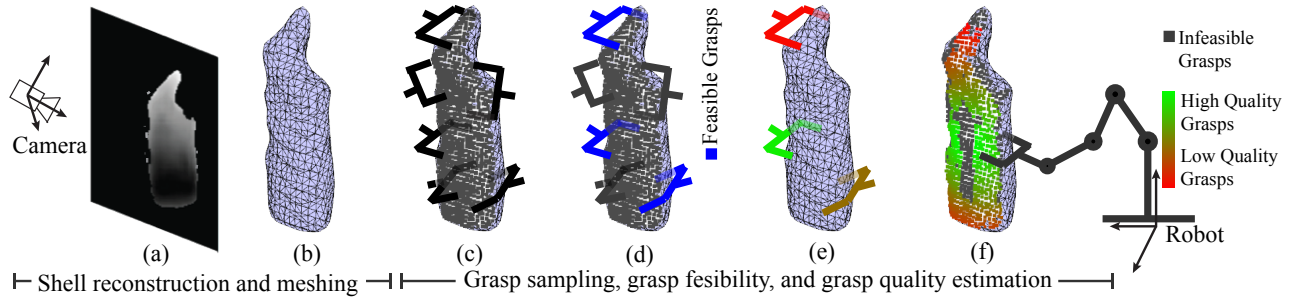 Camera
(a)
(b)
(c)
(d)
Feasible Grasps
(e)
(f)
Infeasible
Grasps
High Quality
Grasps
Low Quality
Grasps
Robot
Shell reconstruction and meshing
Grasp sampling, grasp fesibility, and grasp quality estimation